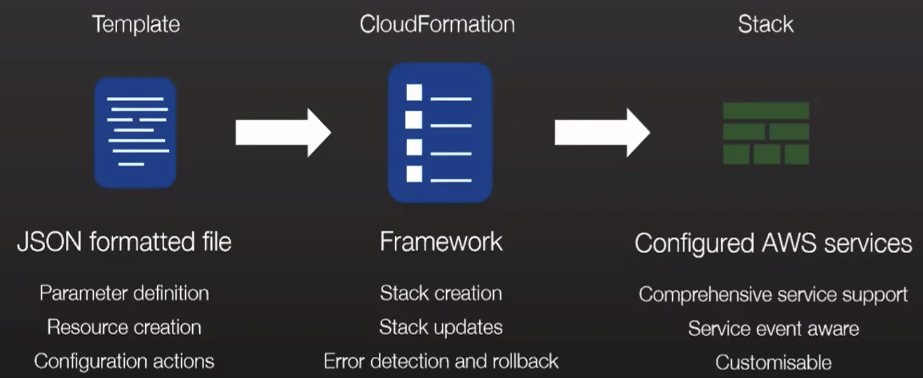 Template
CloudFormation
Stack
JSON formatted file
Framework
Configured AWS services
Parameter definition
Resource creation
Configuration actions
Stack creation
Stack updates
Error detection and rollback
Comprehensive service support
Service event aware
Customisable